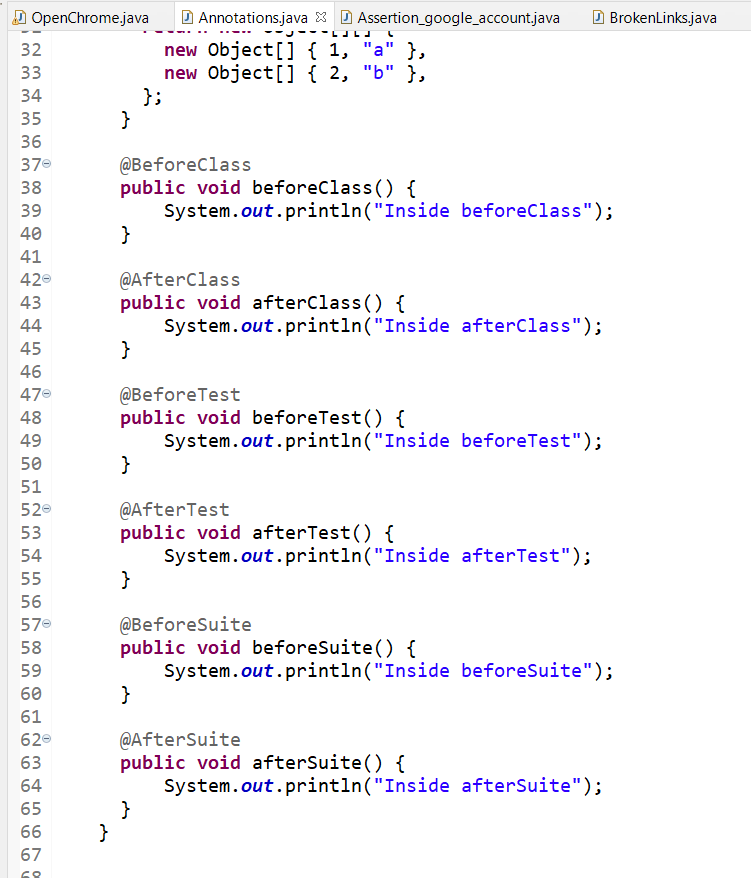 OpenChrome.java Annotations.java Assertion_google_account.java BrokenLinks.java
31 return new Object[][] {
32 new Object[] { 1, "a" },
33 new Object[] { 2, "b" },
34 };
35 }
36
37 @BeforeClass
38 public void beforeClass() {
39 System.out.println("Inside beforeClass");
40 }
41
42 @AfterClass
43 public void afterClass() {
44 System.out.println("Inside afterClass");
45 }
46
47 @BeforeTest
48 public void beforeTest() {
49 System.out.println("Inside beforeTest");
50 }
51
52 @AfterTest
53 public void afterTest() {
54 System.out.println("Inside afterTest");
55 }
56
57 @BeforeSuite
58 public void beforeSuite() {
59 System.out.println("Inside beforeSuite");
60 }
61
62 @AfterSuite
63 public void afterSuite() {
64 System.out.println("Inside afterSuite");
65 }
66 }
67
68